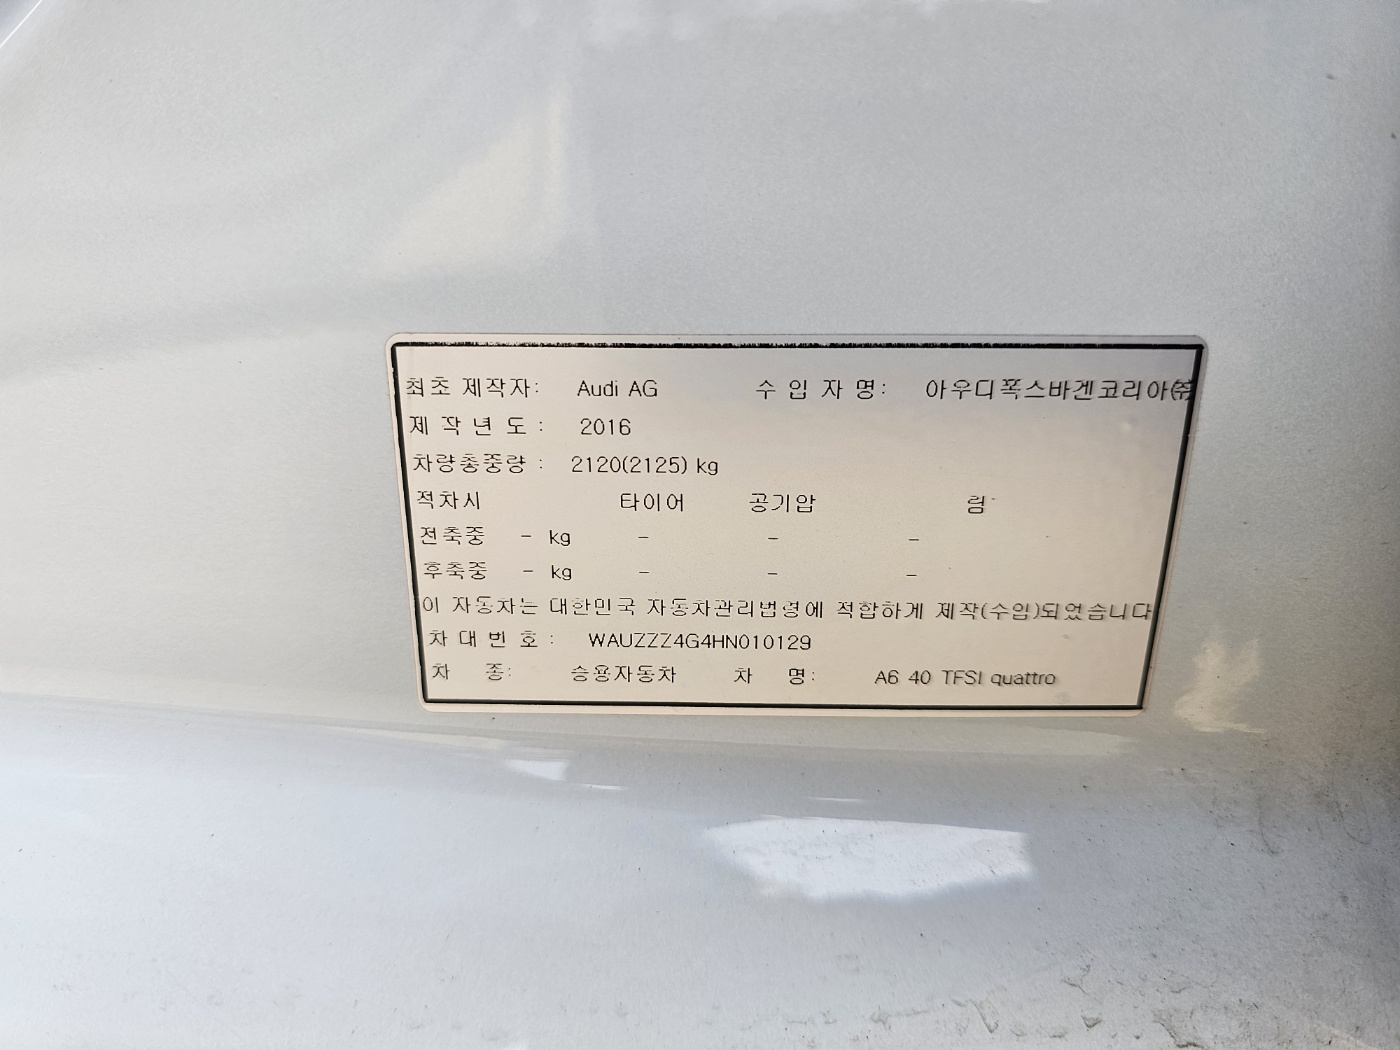 최초 제작자: Audi AG 수 입 자 명: 아우디폭스바겐코리아㈜
제 작 년 도 : 2016
차량총중량 : 2120(2125) kg
적차시 타이어 공기압 림
전축중 - kg - - -
후축중 - kg - - -
이 자동차는 대한민국 자동차관리법령에 적합하게 제작(수입)되었습니다
차 대 번 호 : WAUZZZ4G4HN010129
차 종: 승용자동차 차 명: A6 40 TFSI quattro